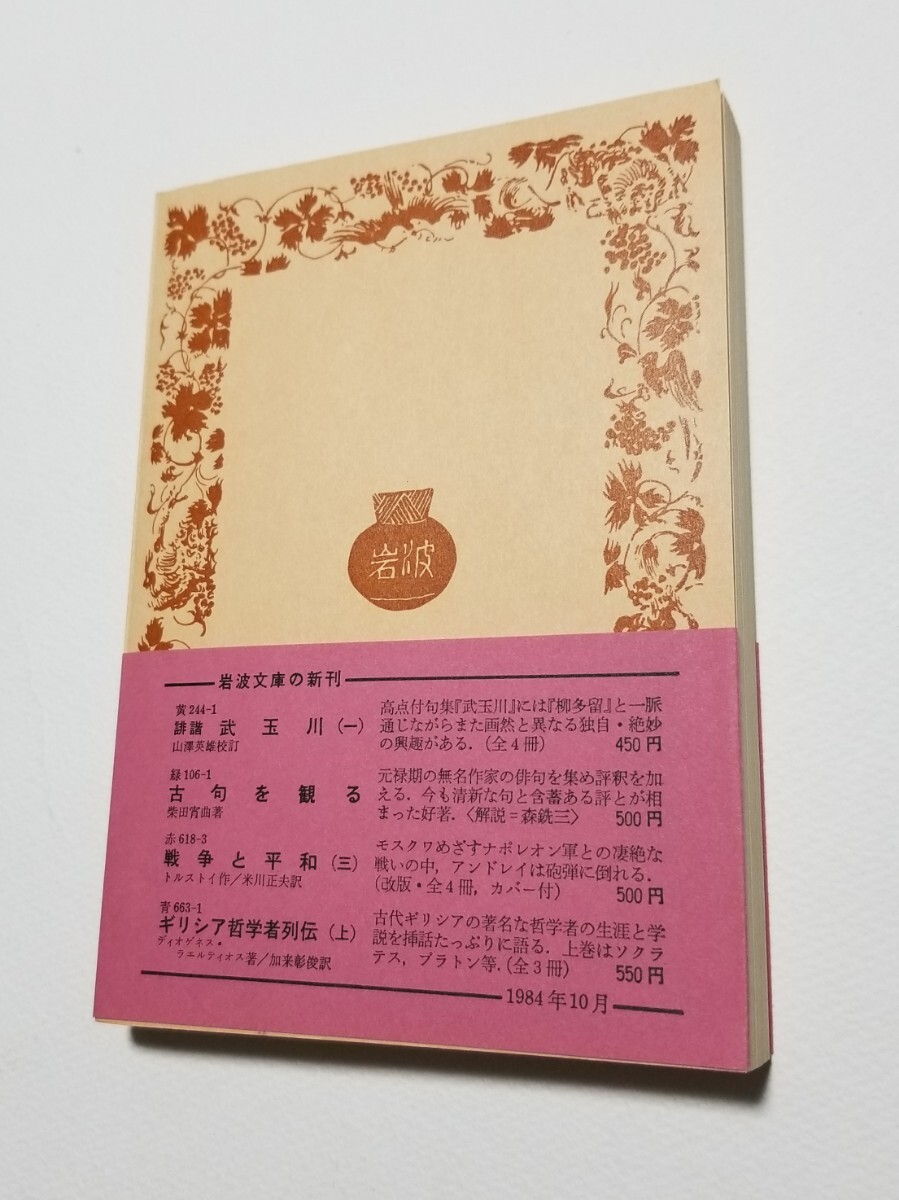 岩波
岩波文庫の新刊
黄244-1
誹諧 武玉川(一)
山澤英雄校訂
高点付句集『武玉川』には『柳多留』と一脈
通じながらまた画然と異なる独自・絶妙
の興趣がある.(全4冊) 450円
緑106-1
古句を観る
柴田宵曲著
元禄期の無名作家の俳句を集め評釈を加
える. 今も清新な句と含蓄ある評とが相
まった好著.〈解説=森銑三〉 500円
赤618-3
戦争と平和(三)
トルストイ作/米川正夫訳
モスクワめざすナポレオン軍との凄絶な
戦いの中, アンドレイは砲弾に倒れる.
(改版・全4冊, カバー付) 500円
青663-1
ギリシア哲学者列伝(上)
ディオゲネス・
ラエルティオス著/加来彰俊訳
古代ギリシアの著名な哲学者の生涯と学
説を挿話たっぷりに語る. 上巻はソクラ
テス, プラトン等.(全3冊) 550円
1984年10月